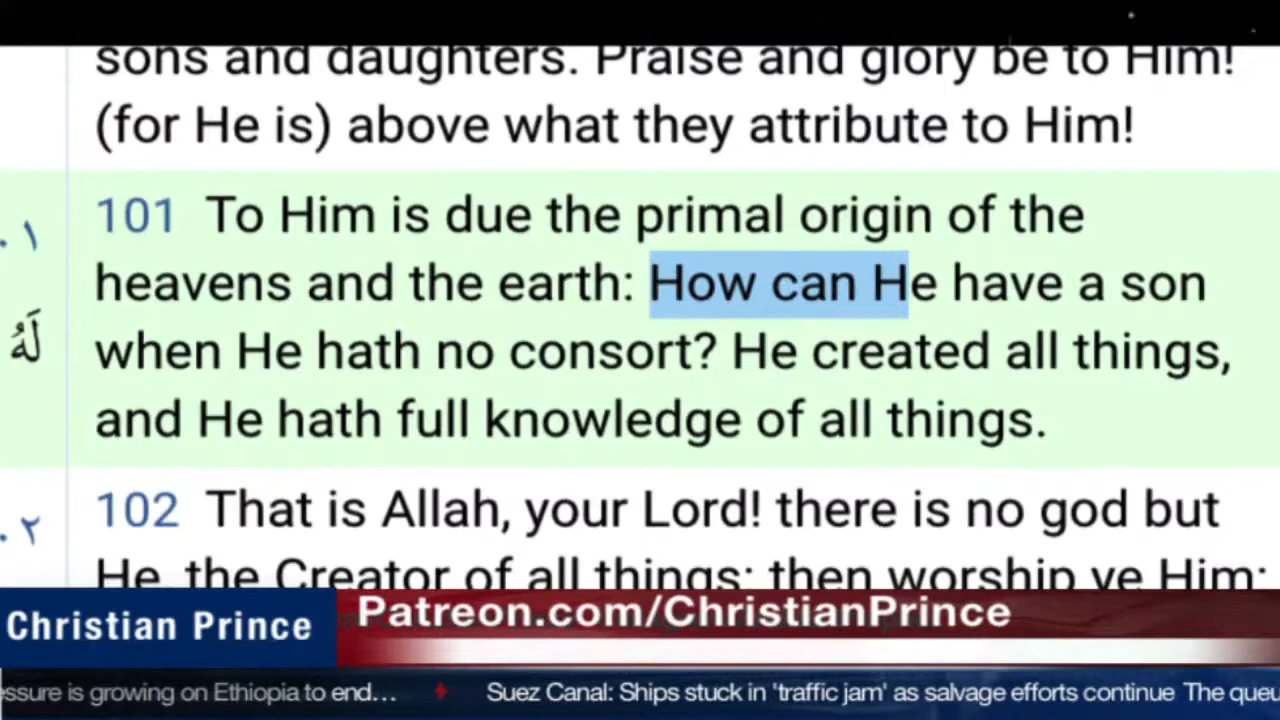 sons and daughters. Praise and glory be to Him!
(for He is) above what they attribute to Him!
101 To Him is due the primal origin of the
heavens and the earth: How can He have a son
when He hath no consort? He created all things,
and He hath full knowledge of all things.
١
لَهُ
102 That is Allah, your Lord! there is no god but
He, the Creator of all things: then worship ye Him:
٢
Christian Prince
Patreon.com/ChristianPrince
essure is growing on Ethiopia to end... ♦ Suez Canal: Ships stuck in 'traffic jam' as salvage efforts continue The queu